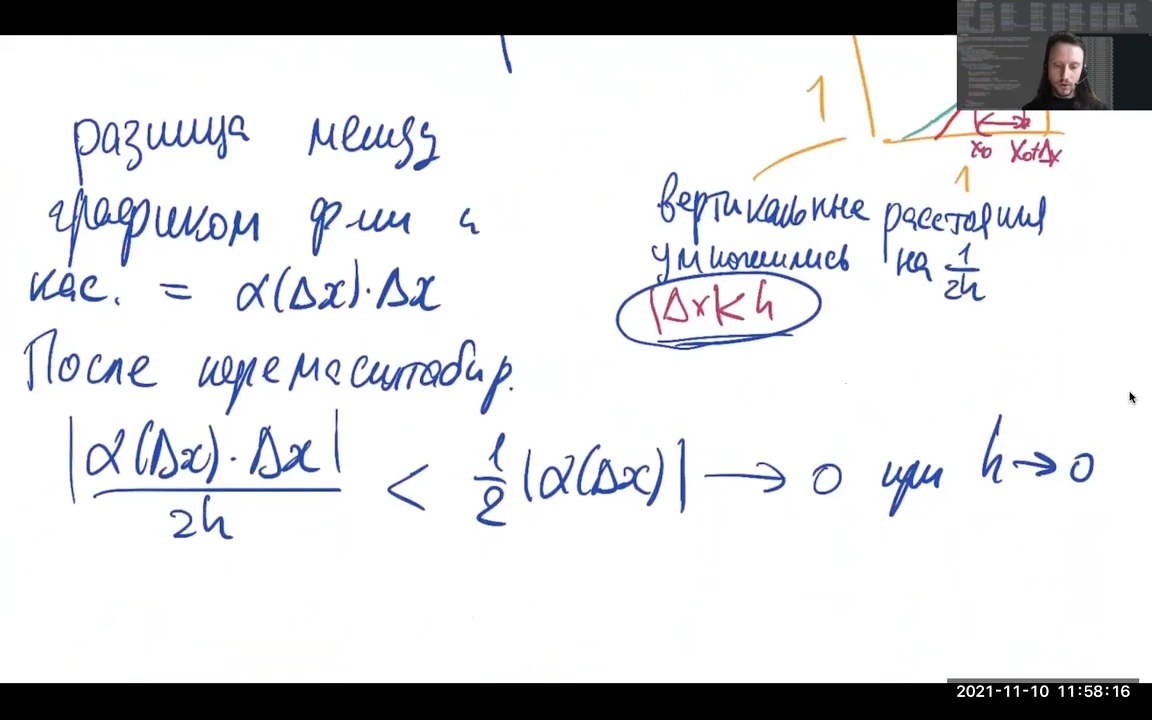 разница между
графиком ф-ии и
кас. = α(Δx)·Δx
После перемасштабир.
|α(Δx)·Δx| / 2h < 1/2 |α(Δx)| → 0 при h → 0
1
x₀ x₀+Δx
1
вертикальные расстояния
умножились на 1/2h
|Δx|<h
2021-11-10 11:58:16